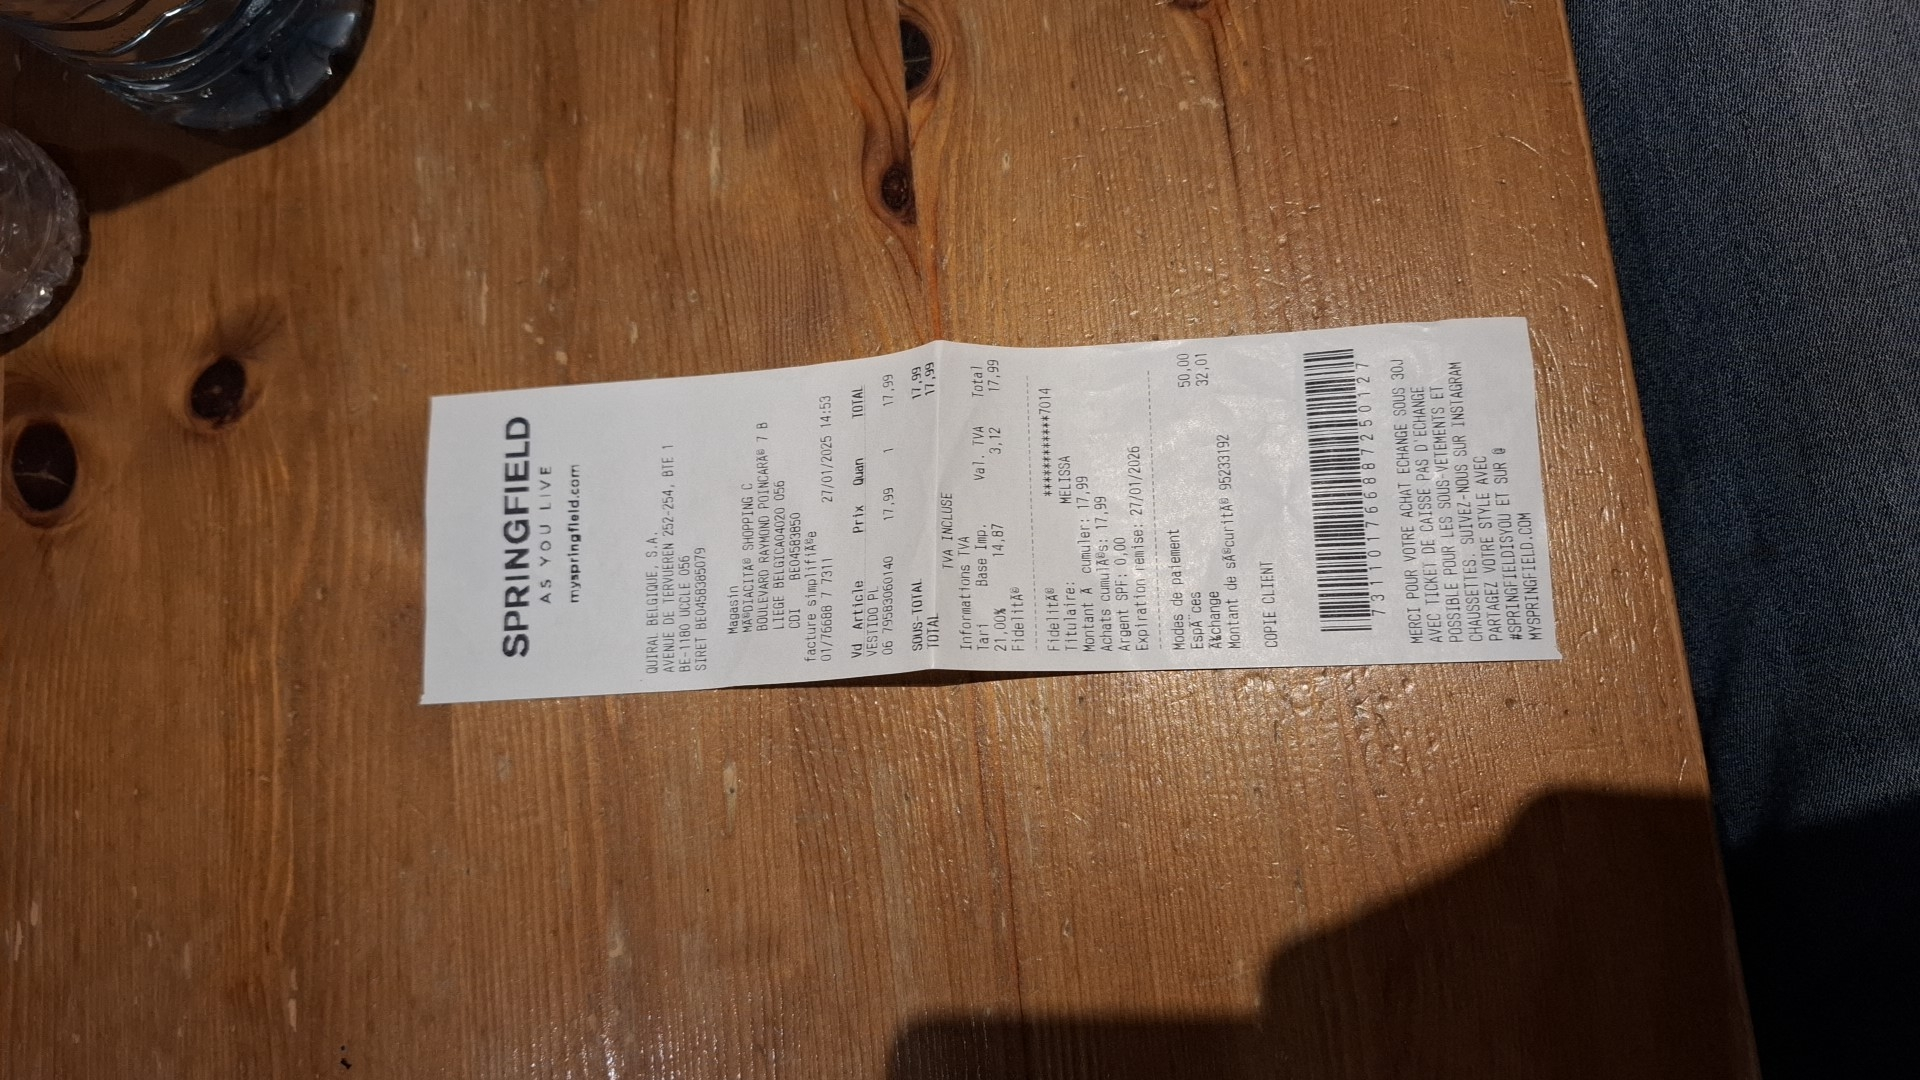 SPRINGFIELD
AS YOU LIVE
myspringfield.com
QUIRAL BELGIQUE, S.A.
AVENUE DE TERVUEREN 252-254, BTE 1
BE-1180 UCCLE 056
SIRET BE0458385079
Magasin
MÃ©DIACITÃ© SHOPPING C
BOULEVARD RAYMOND POINCARÃ© 7 B
LIEGE BELGICA04020 056
CDI BE04583850
facture simplifiÃ©e
01/76688 7 7311 27/01/2025 14:53
Vd Article Prix Quan TOTAL
VESTIDO PL
06 79583060140 17,99 1 17,99
SOUS-TOTAL 17,99
TOTAL 17,99
TVA INCLUSE
Informations TVA
Tari Base Imp. Val. TVA Total
21,00% 14,87 3,12 17,99
FidelitÃ©
FidelitÃ© ************7014
Titulaire: MELISSA
Montant Ã cumuler: 17,99
Achats cumulÃ©s: 17,99
Argent SPF: 0,00
Expiration remise: 27/01/2026
Modes de paiement
EspÃ¨ces 50,00
Ã‰change 32,01
Montant de sÃ©curitÃ© 95233192
COPIE CLIENT
731101766887250127
MERCI POUR VOTRE ACHAT ECHANGE SOUS 30J
AVEC TICKET DE CAISSE PAS D'ECHANGE
POSSIBLE POUR LES SOUS-VETEMENTS ET
CHAUSSETTES. SUIVEZ-NOUS SUR INSTAGRAM
PARTAGEZ VOTRE STYLE AVEC
#SPRINGFIELDISYOU ET SUR @
MYSPRINGFIELD.COM